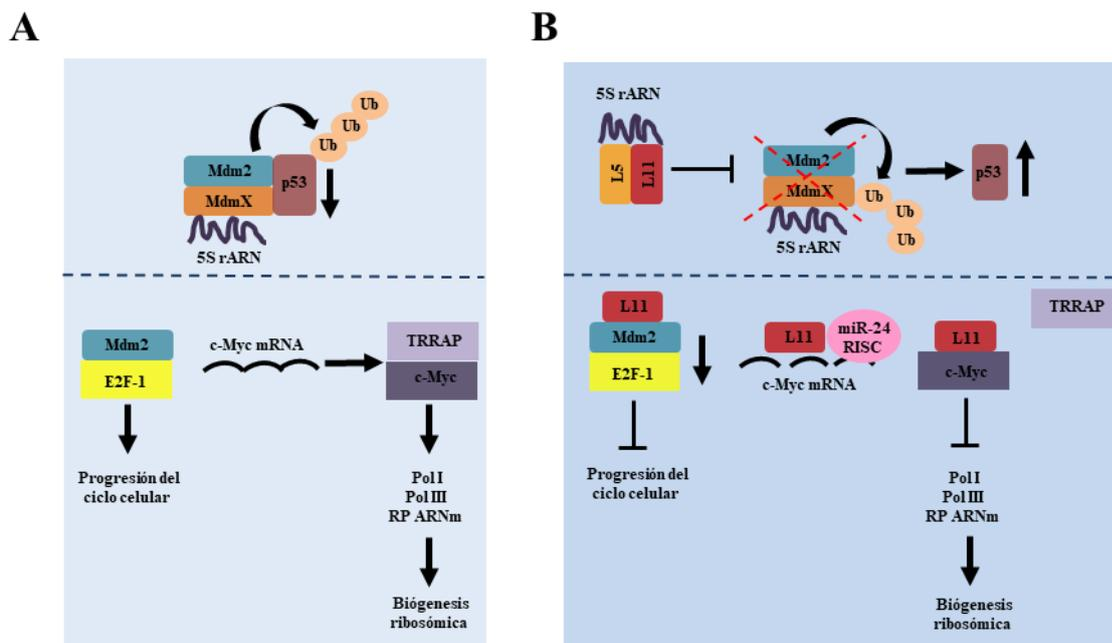 A
Ub
Ub
Ub
Mdm2
p53
MdmX
5S rARN
Mdm2
E2F-1
c-Myc mRNA
TRRAP
c-Myc
Progresión del
ciclo celular
Pol I
Pol III
RP ARNm
Biógenesis
ribosómica
B
5S rARN
L5
L11
Mdm2
MdmX
5S rARN
Ub
Ub
Ub
p53
L11
Mdm2
E2F-1
L11
miR-24
RISC
c-Myc mRNA
L11
c-Myc
TRRAP
Progresión del
ciclo celular
Pol I
Pol III
RP ARNm
Biógenesis
ribosómica